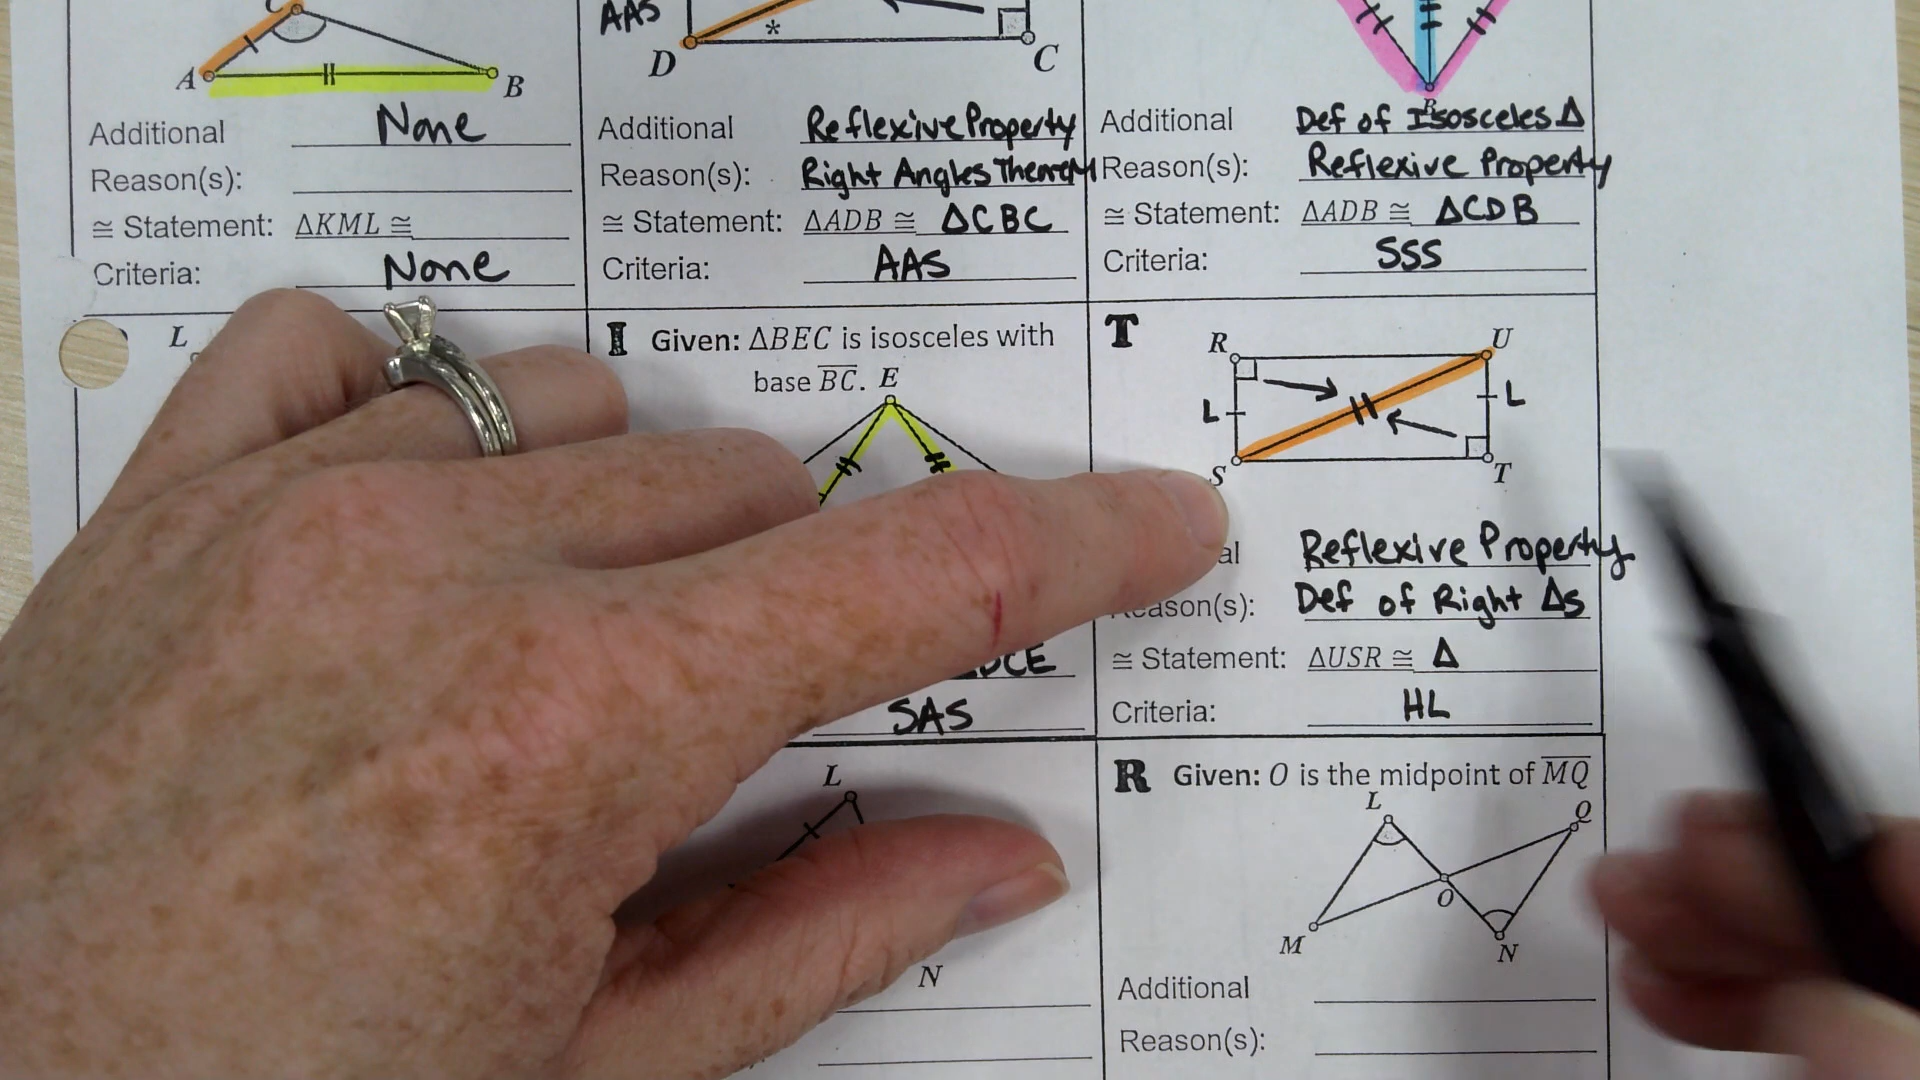 C
A
B
Additional None
Reason(s):
≅ Statement: ΔKML ≅
Criteria: None
AAS
*
D
C
Additional Reflexive Property
Reason(s): Right Angles Theorem
≅ Statement: ΔADB ≅ ΔCBC
Criteria: AAS
B
Additional Def of Isosceles Δ
Reason(s): Reflexive Property
≅ Statement: ΔADB ≅ ΔCDB
Criteria: SSS
L
I Given: ΔBEC is isosceles with
base BC. E
DCE
SAS
T
R
U
L
L
S
T
al Reflexive Property
Reason(s): Def of Right Δs
≅ Statement: ΔUSR ≅ Δ
Criteria: HL
L
N
R Given: O is the midpoint of MQ
L
Q
O
M
N
Additional
Reason(s):